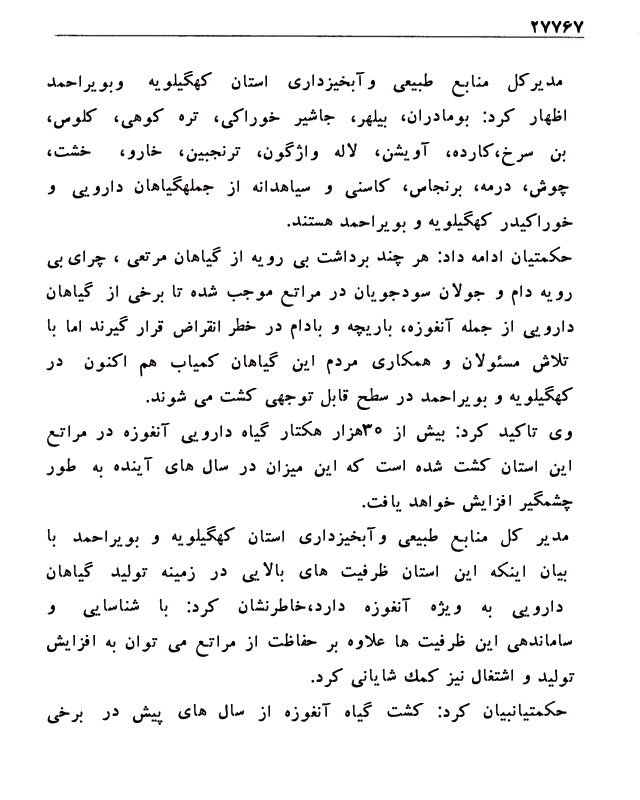 ۲۷۷۶۷
مدیرکل منابع طبیعی وآبخیزداری استان کهگیلویه وبویراحمد
اظهار کرد: بومادران، بیلهر، جاشیر خوراکی، تره کوهی، کلوس،
بن سرخ،کارده، آویشن، لاله واژگون، ترنجبین، خارو، خشت،
چوش، درمه، برنجاس، کاسنی و سیاهدانه از جملهگیاهان دارویی و
خوراکیدر کهگیلویه و بویراحمد هستند.
حکمتیان ادامه داد: هر چند برداشت بی رویه از گیاهان مرتعی ، چرای بی
رویه دام و جولان سودجویان در مراتع موجب شده تا برخی از گیاهان
دارویی از جمله آنغوزه، باریچه و بادام در خطر انقراض قرار گیرند اما با
تلاش مسئولان و همکاری مردم این گیاهان کمیاب هم اکنون در
کهگیلویه و بویراحمد در سطح قابل توجهی کشت می شوند.
وی تاکید کرد: بیش از ۳۰هزار هکتار گیاه دارویی آنغوزه در مراتع
این استان کشت شده است که این میزان در سال های آینده به طور
چشمگیر افزایش خواهد یافت.
مدیر کل منابع طبیعی وآبخیزداری استان کهگیلویه و بویراحمد با
بیان اینکه این استان ظرفیت های بالایی در زمینه تولید گیاهان
دارویی به ویژه آنغوزه دارد،خاطرنشان کرد: با شناسایی و
ساماندهی این ظرفیت ها علاوه بر حفاظت از مراتع می توان به افزایش
تولید و اشتغال نیز کمك شایانی کرد.
حکمتیانبیان کرد: کشت گیاه آنغوزه از سال های پیش در برخی